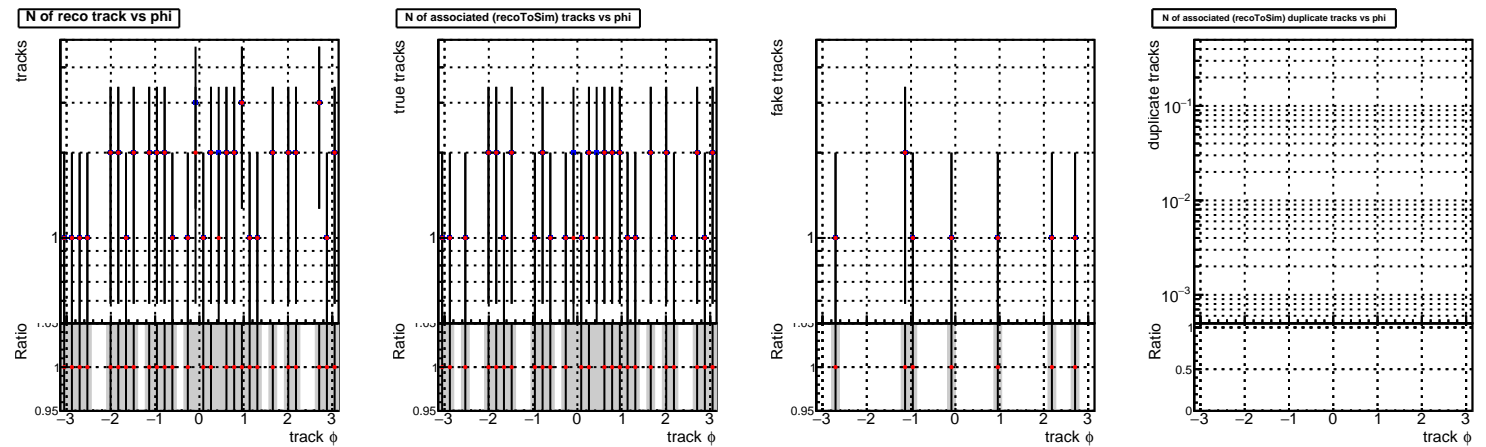 N of reco track vs phi
tracks
1
Ratio
1.05
1
0.95
−3 −2 −1 0 1 2 3
track ϕ
N of associated (recoToSim) tracks vs phi
true tracks
1
Ratio
1.05
1
0.95
−3 −2 −1 0 1 2 3
track ϕ
fake tracks
1
Ratio
1.05
1
0.95
−3 −2 −1 0 1 2 3
track ϕ
N of associated (recoToSim) duplicate tracks vs phi
duplicate tracks
10−1
10−2
10−3
Ratio
1
0.5
0
−3 −2 −1 0 1 2 3
track ϕ